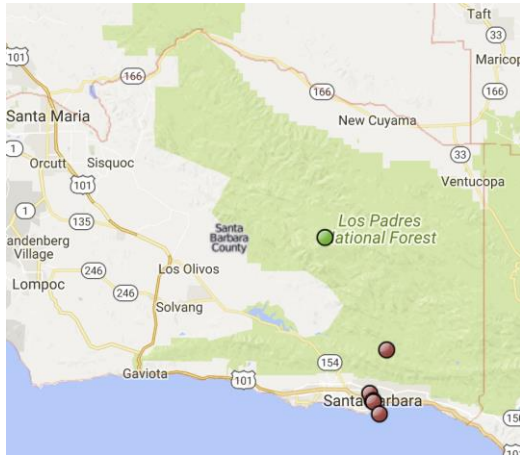 Taft
33
101
Maricop
166
166
166
Santa Maria
New Cuyama
1
Orcutt
Sisquoc
33
101
Ventucopa
1
Santa
Barbara
County
Los Padres
National Forest
135
andenberg
Village
246
Los Olivos
Lompoc
246
Solvang
154
Gaviota
101
Santa Barbara
150
101